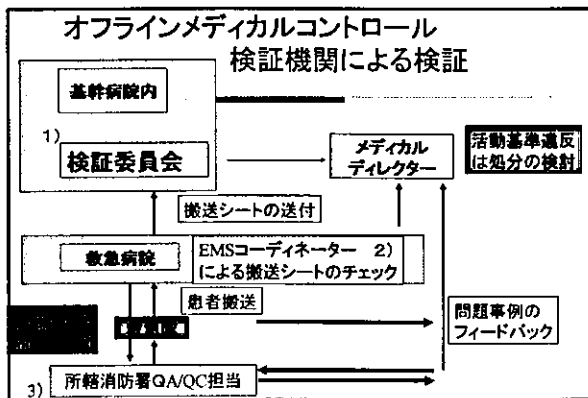 オフラインメディカルコントロール
検証機関による検証
基幹病院内
1)
検証委員会
メディカル
ディレクター
活動基準違反
は処分の検討
搬送シートの送付
救急病院
EMSコーディネーター 2)
による搬送シートのチェック
患者搬送
問題事例の
フィードバック
3)
所轄消防署QA/QC担当